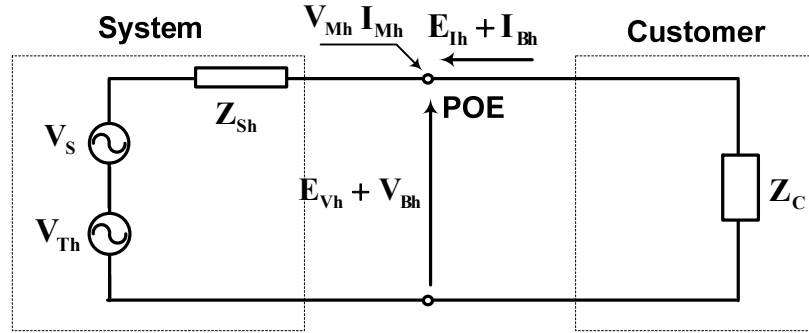 System
V_Mh I_Mh
E_Ih + I_Bh
Customer
Z_Sh
POE
V_S
E_Vh + V_Bh
Z_C
V_Th